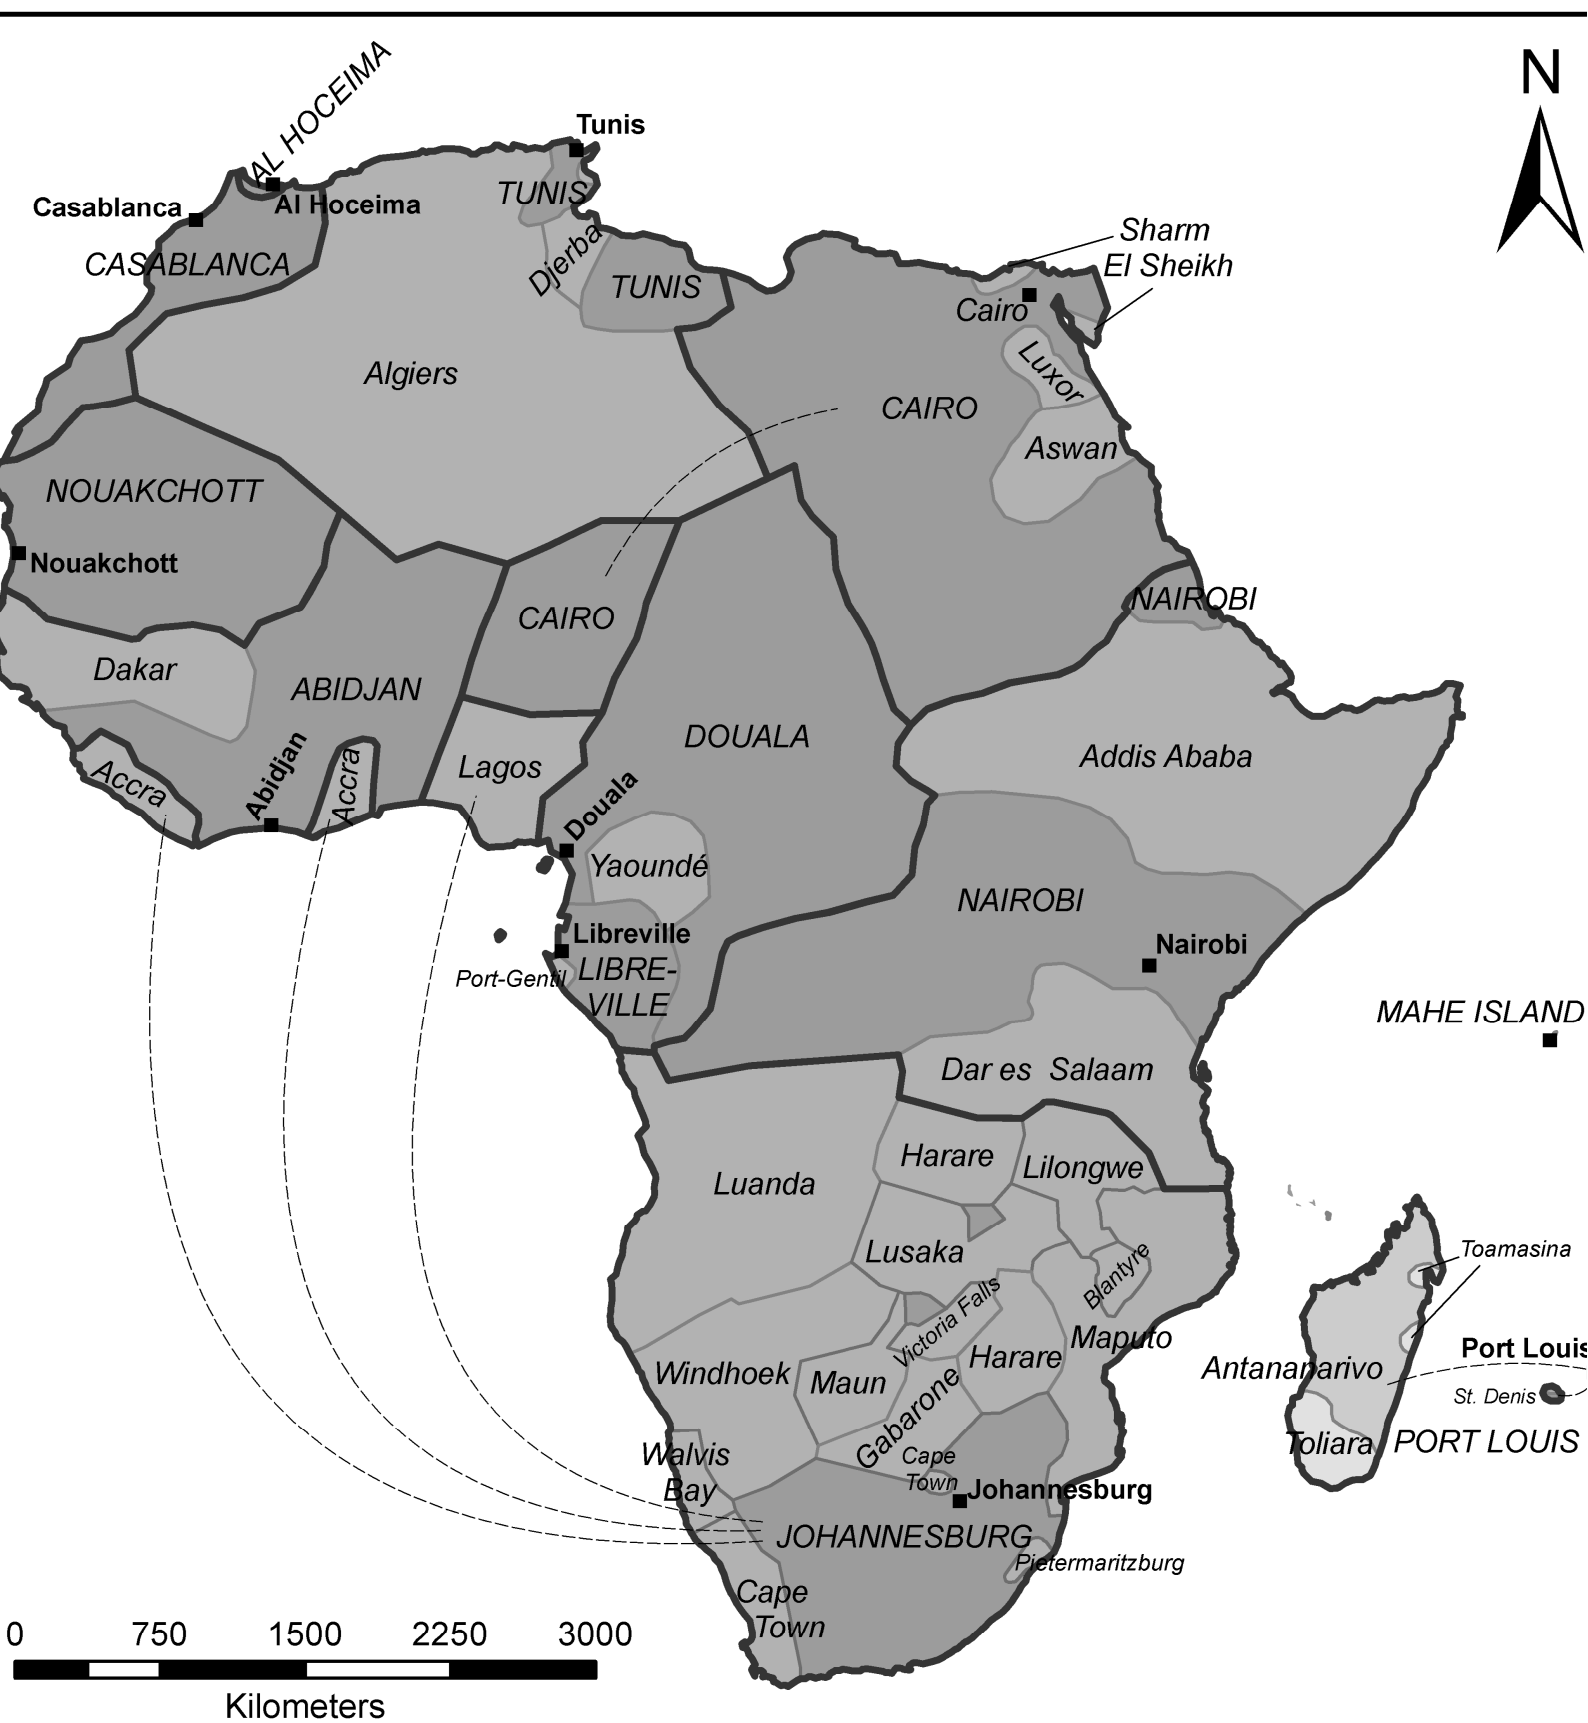 N
AL HOCEIMA
Tunis
TUNIS
Casablanca
Al Hoceima
CASABLANCA
Djerba
TUNIS
Sharm
El Sheikh
Cairo
Luxor
Algiers
CAIRO
Aswan
NOUAKCHOTT
Nouakchott
NAIROBI
CAIRO
Dakar
ABIDJAN
DOUALA
Addis Ababa
Lagos
Accra
Abidjan
Accra
Douala
Yaoundé
NAIROBI
Libreville
Nairobi
Port-Gentil
LIBRE-
VILLE
MAHE ISLAND
Dar es Salaam
Harare
Lilongwe
Luanda
Lusaka
Blantyre
Toamasina
Victoria Falls
Maputo
Port Louis
Harare
Antananarivo
Windhoek
Maun
Gabarone
St. Denis
Toliara
PORT LOUIS
Walvis
Bay
Cape
Town
Johannesburg
JOHANNESBURG
Pietermaritzburg
Cape
Town
0 750 1500 2250 3000
Kilometers